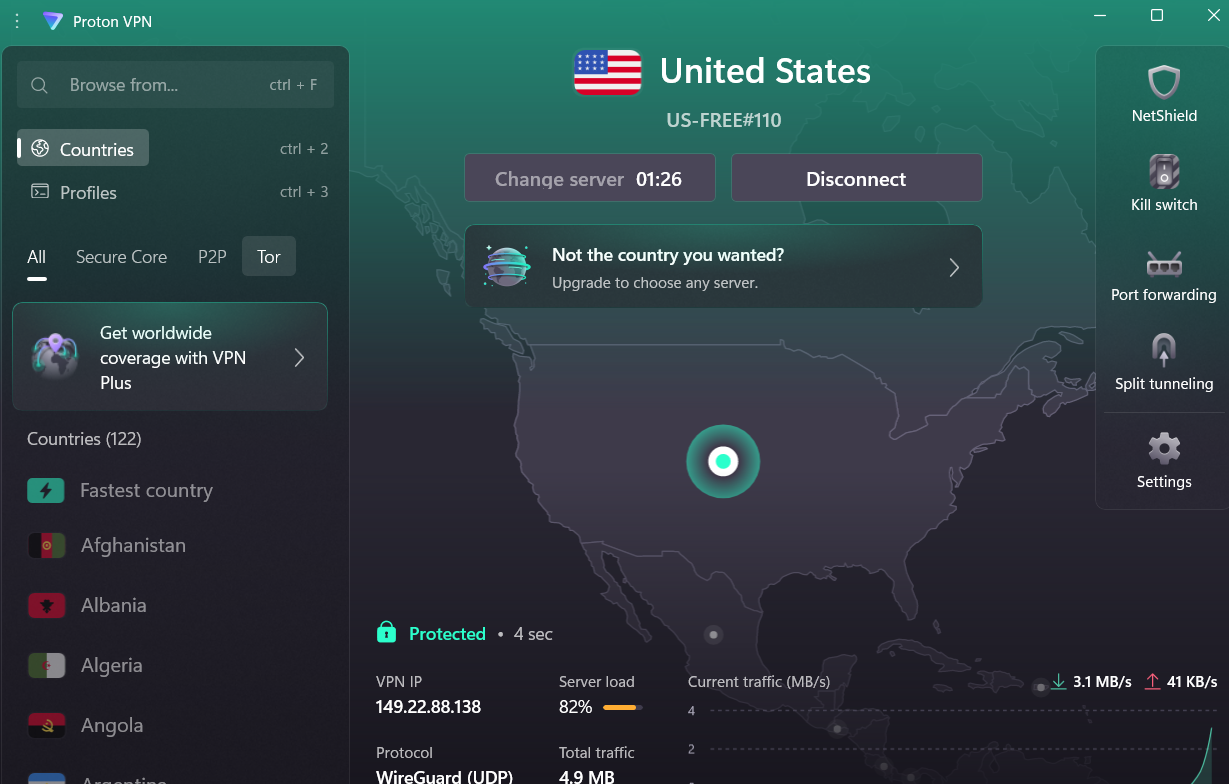 Proton VPN
Browse from... ctrl + F
Countries ctrl + 2
Profiles ctrl + 3
All Secure Core P2P Tor
Get worldwide
coverage with VPN
Plus
Countries (122)
Fastest country
Afghanistan
Albania
Algeria
Angola
Argentina
United States
US-FREE#110
Change server 01:26
Disconnect
Not the country you wanted?
Upgrade to choose any server.
Protected • 4 sec
VPN IP
149.22.88.138
Server load
82%
Protocol
WireGuard (UDP)
Total traffic
4.9 MB
Current traffic (MB/s)
3.1 MB/s 41 KB/s
4
2
NetShield
Kill switch
Port forwarding
Split tunneling
Settings